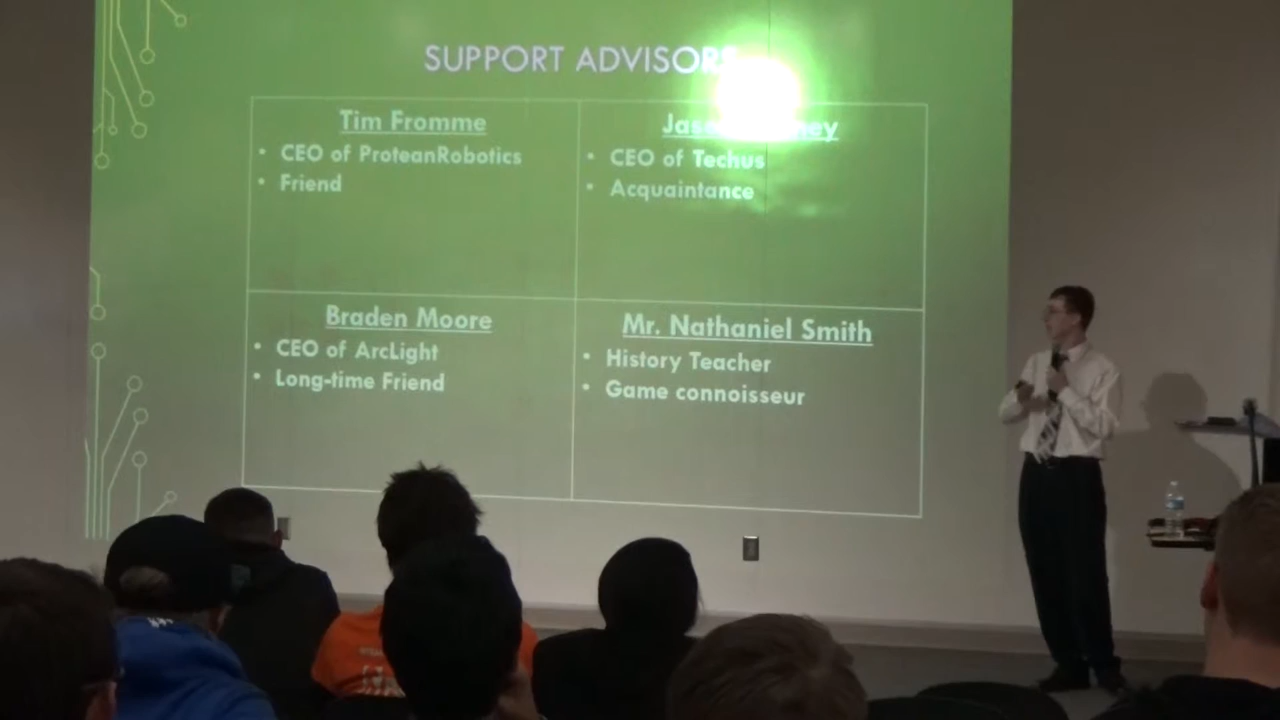 SUPPORT ADVISORS
Tim Fromme
• CEO of ProteanRobotics
• Friend
• CEO of Techus
• Acquaintance
Braden Moore
• CEO of ArcLight
• Long-time Friend
Mr. Nathaniel Smith
• History Teacher
• Game connoisseur